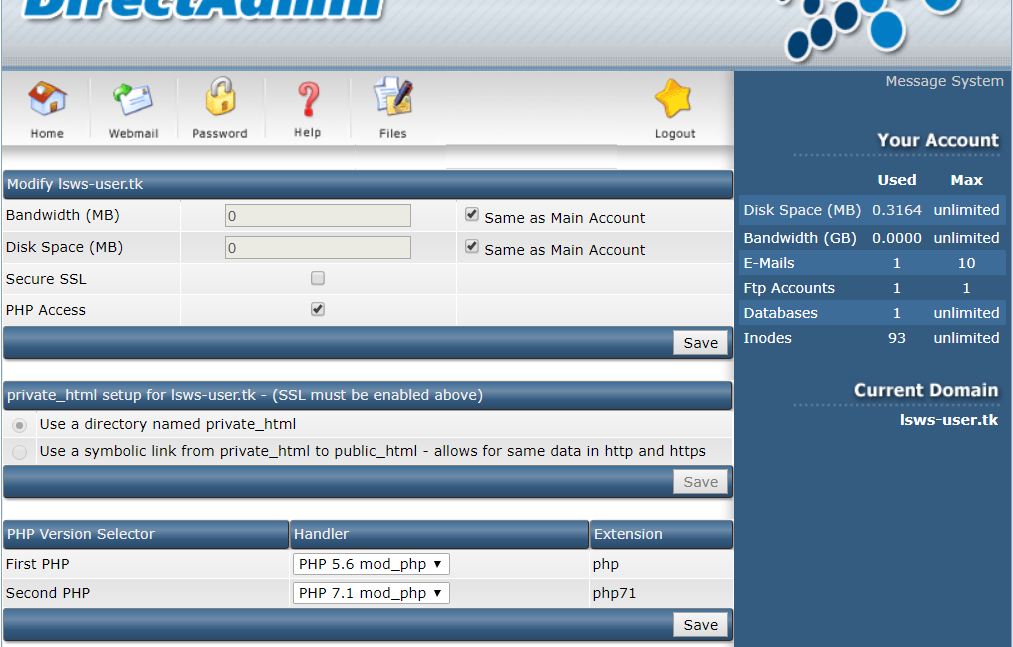 DirectAdmin
Message System
Home Webmail Password Help Files Logout
Your Account
Used Max
Disk Space (MB) 0.3164 unlimited
Bandwidth (GB) 0.0000 unlimited
E-Mails 1 10
Ftp Accounts 1 1
Databases 1 unlimited
Inodes 93 unlimited
Current Domain
lsws-user.tk
Modify lsws-user.tk
Bandwidth (MB) 0 Same as Main Account
Disk Space (MB) 0 Same as Main Account
Secure SSL
PHP Access
Save
private_html setup for lsws-user.tk - (SSL must be enabled above)
Use a directory named private_html
Use a symbolic link from private_html to public_html - allows for same data in http and https
Save
PHP Version Selector Handler Extension
First PHP PHP 5.6 mod_php php
Second PHP PHP 7.1 mod_php php71
Save